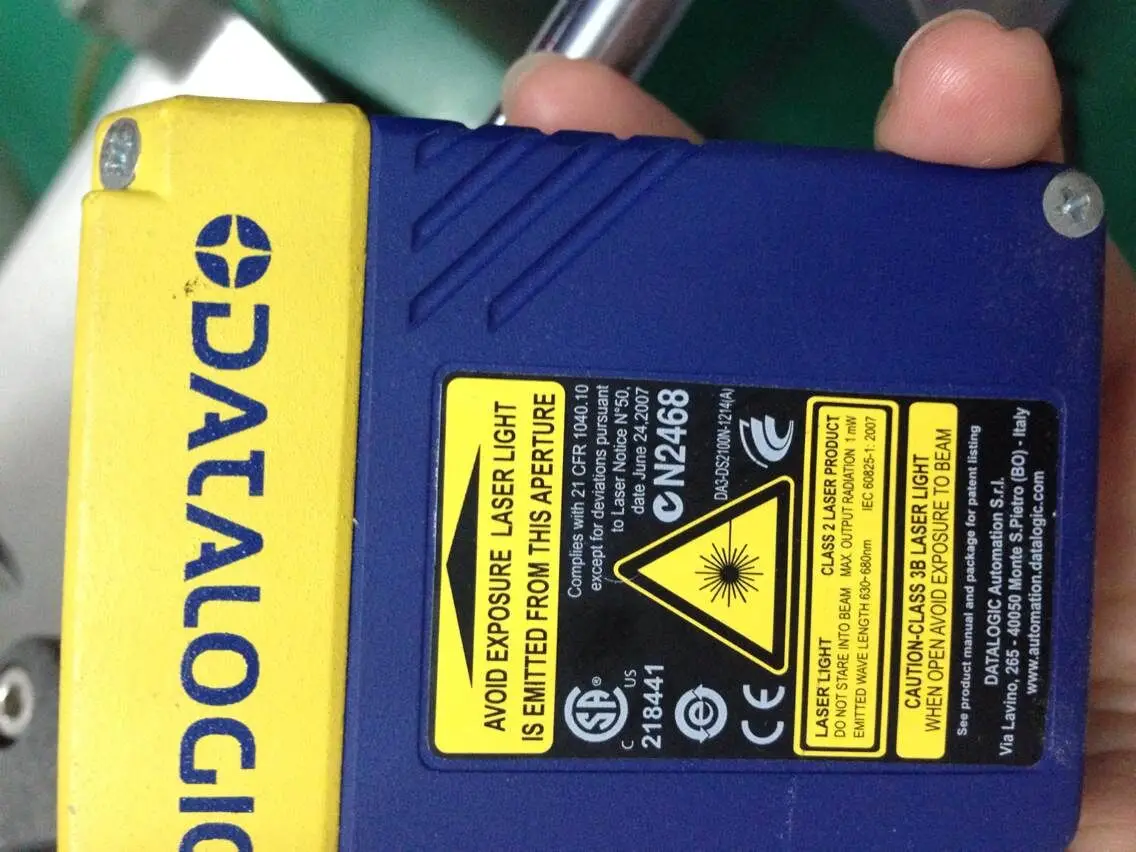 DATALOGIC
AVOID EXPOSURE LASER LIGHT
IS EMITTED FROM THIS APERTURE
Complies with 21 CFR 1040.10
except for deviations pursuant
to Laser Notice N°50,
date June 24,2007
N2468
C US
218441
DA3-DS2100N-1214(A)
CE
LASER LIGHT CLASS 2 LASER PRODUCT
DO NOT STARE INTO BEAM MAX OUTPUT RADIATION 1 mW
EMITTED WAVE LENGTH 630~680nm IEC 60825-1: 2007
CAUTION-CLASS 3B LASER LIGHT
WHEN OPEN AVOID EXPOSURE TO BEAM
See product manual and package for patent listing
DATALOGIC Automation S.r.l.
Via Lavino, 265 - 40050 Monte S.Pietro (BO) - Italy
www.automation.datalogic.com